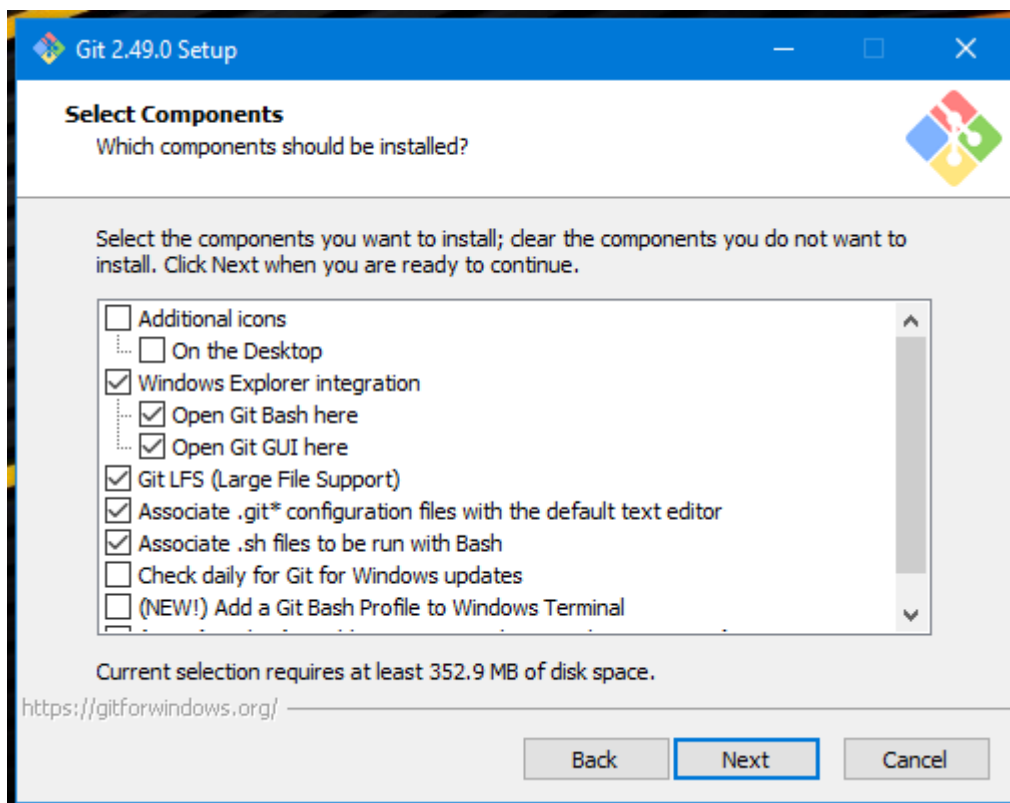 Git 2.49.0 Setup
Select Components
Which components should be installed?
Select the components you want to install; clear the components you do not want to
install. Click Next when you are ready to continue.
Additional icons
On the Desktop
Windows Explorer integration
Open Git Bash here
Open Git GUI here
Git LFS (Large File Support)
Associate .git* configuration files with the default text editor
Associate .sh files to be run with Bash
Check daily for Git for Windows updates
(NEW!) Add a Git Bash Profile to Windows Terminal
Current selection requires at least 352.9 MB of disk space.
https://gitforwindows.org/
Back
Next
Cancel